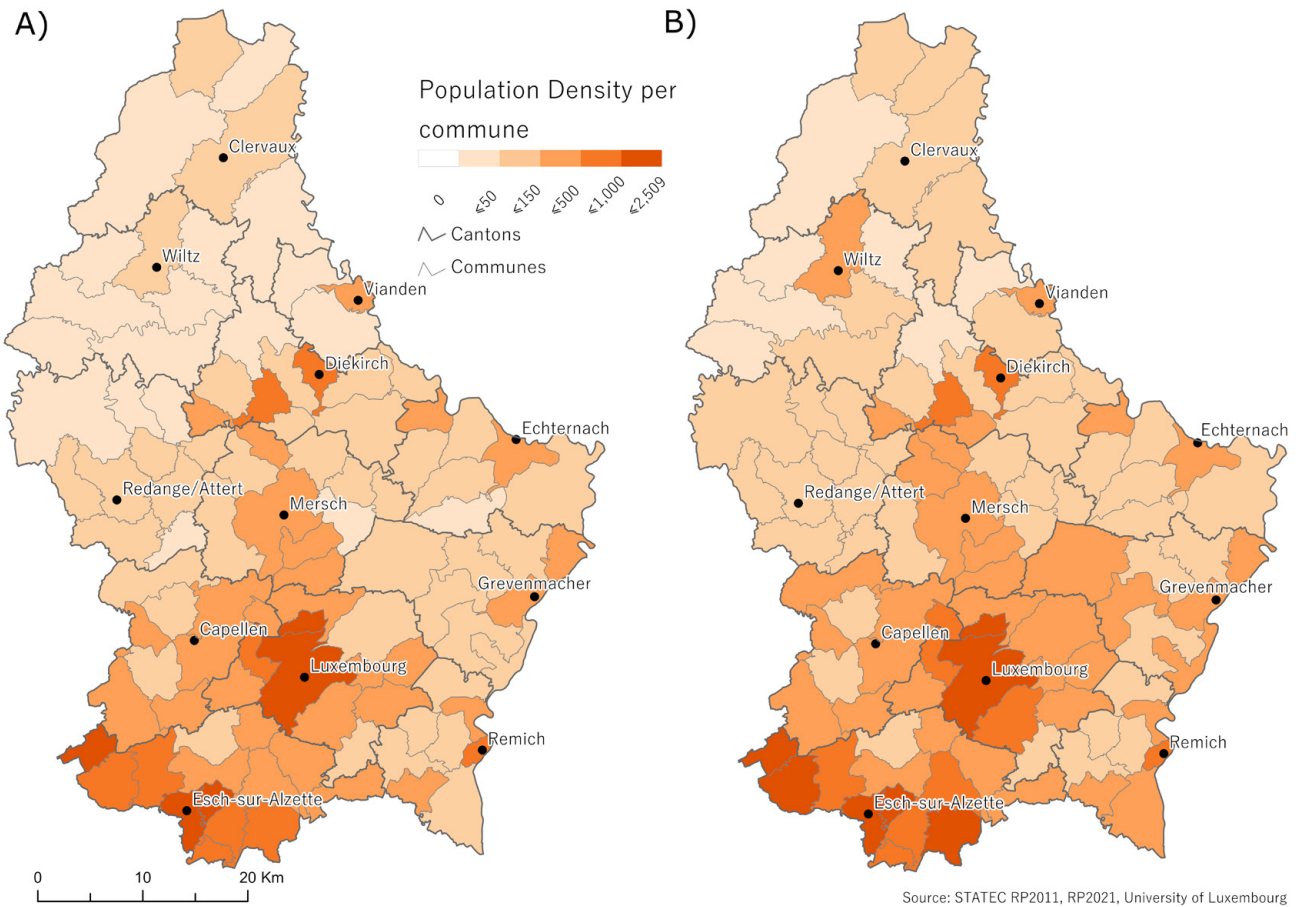 A)
B)
Population Density per
commune
0
⩽50
⩽150
⩽500
⩽1,000
⩽2,509
Cantons
Communes
Clervaux
Wiltz
Vianden
Diekirch
Echternach
Redange/Attert
Mersch
Grevenmacher
Capellen
Luxembourg
Remich
Esch-sur-Alzette
Clervaux
Wiltz
Vianden
Diekirch
Echternach
Redange/Attert
Mersch
Grevenmacher
Capellen
Luxembourg
Remich
Esch-sur-Alzette
0 10 20 Km
Source: STATEC RP2011, RP2021, University of Luxembourg